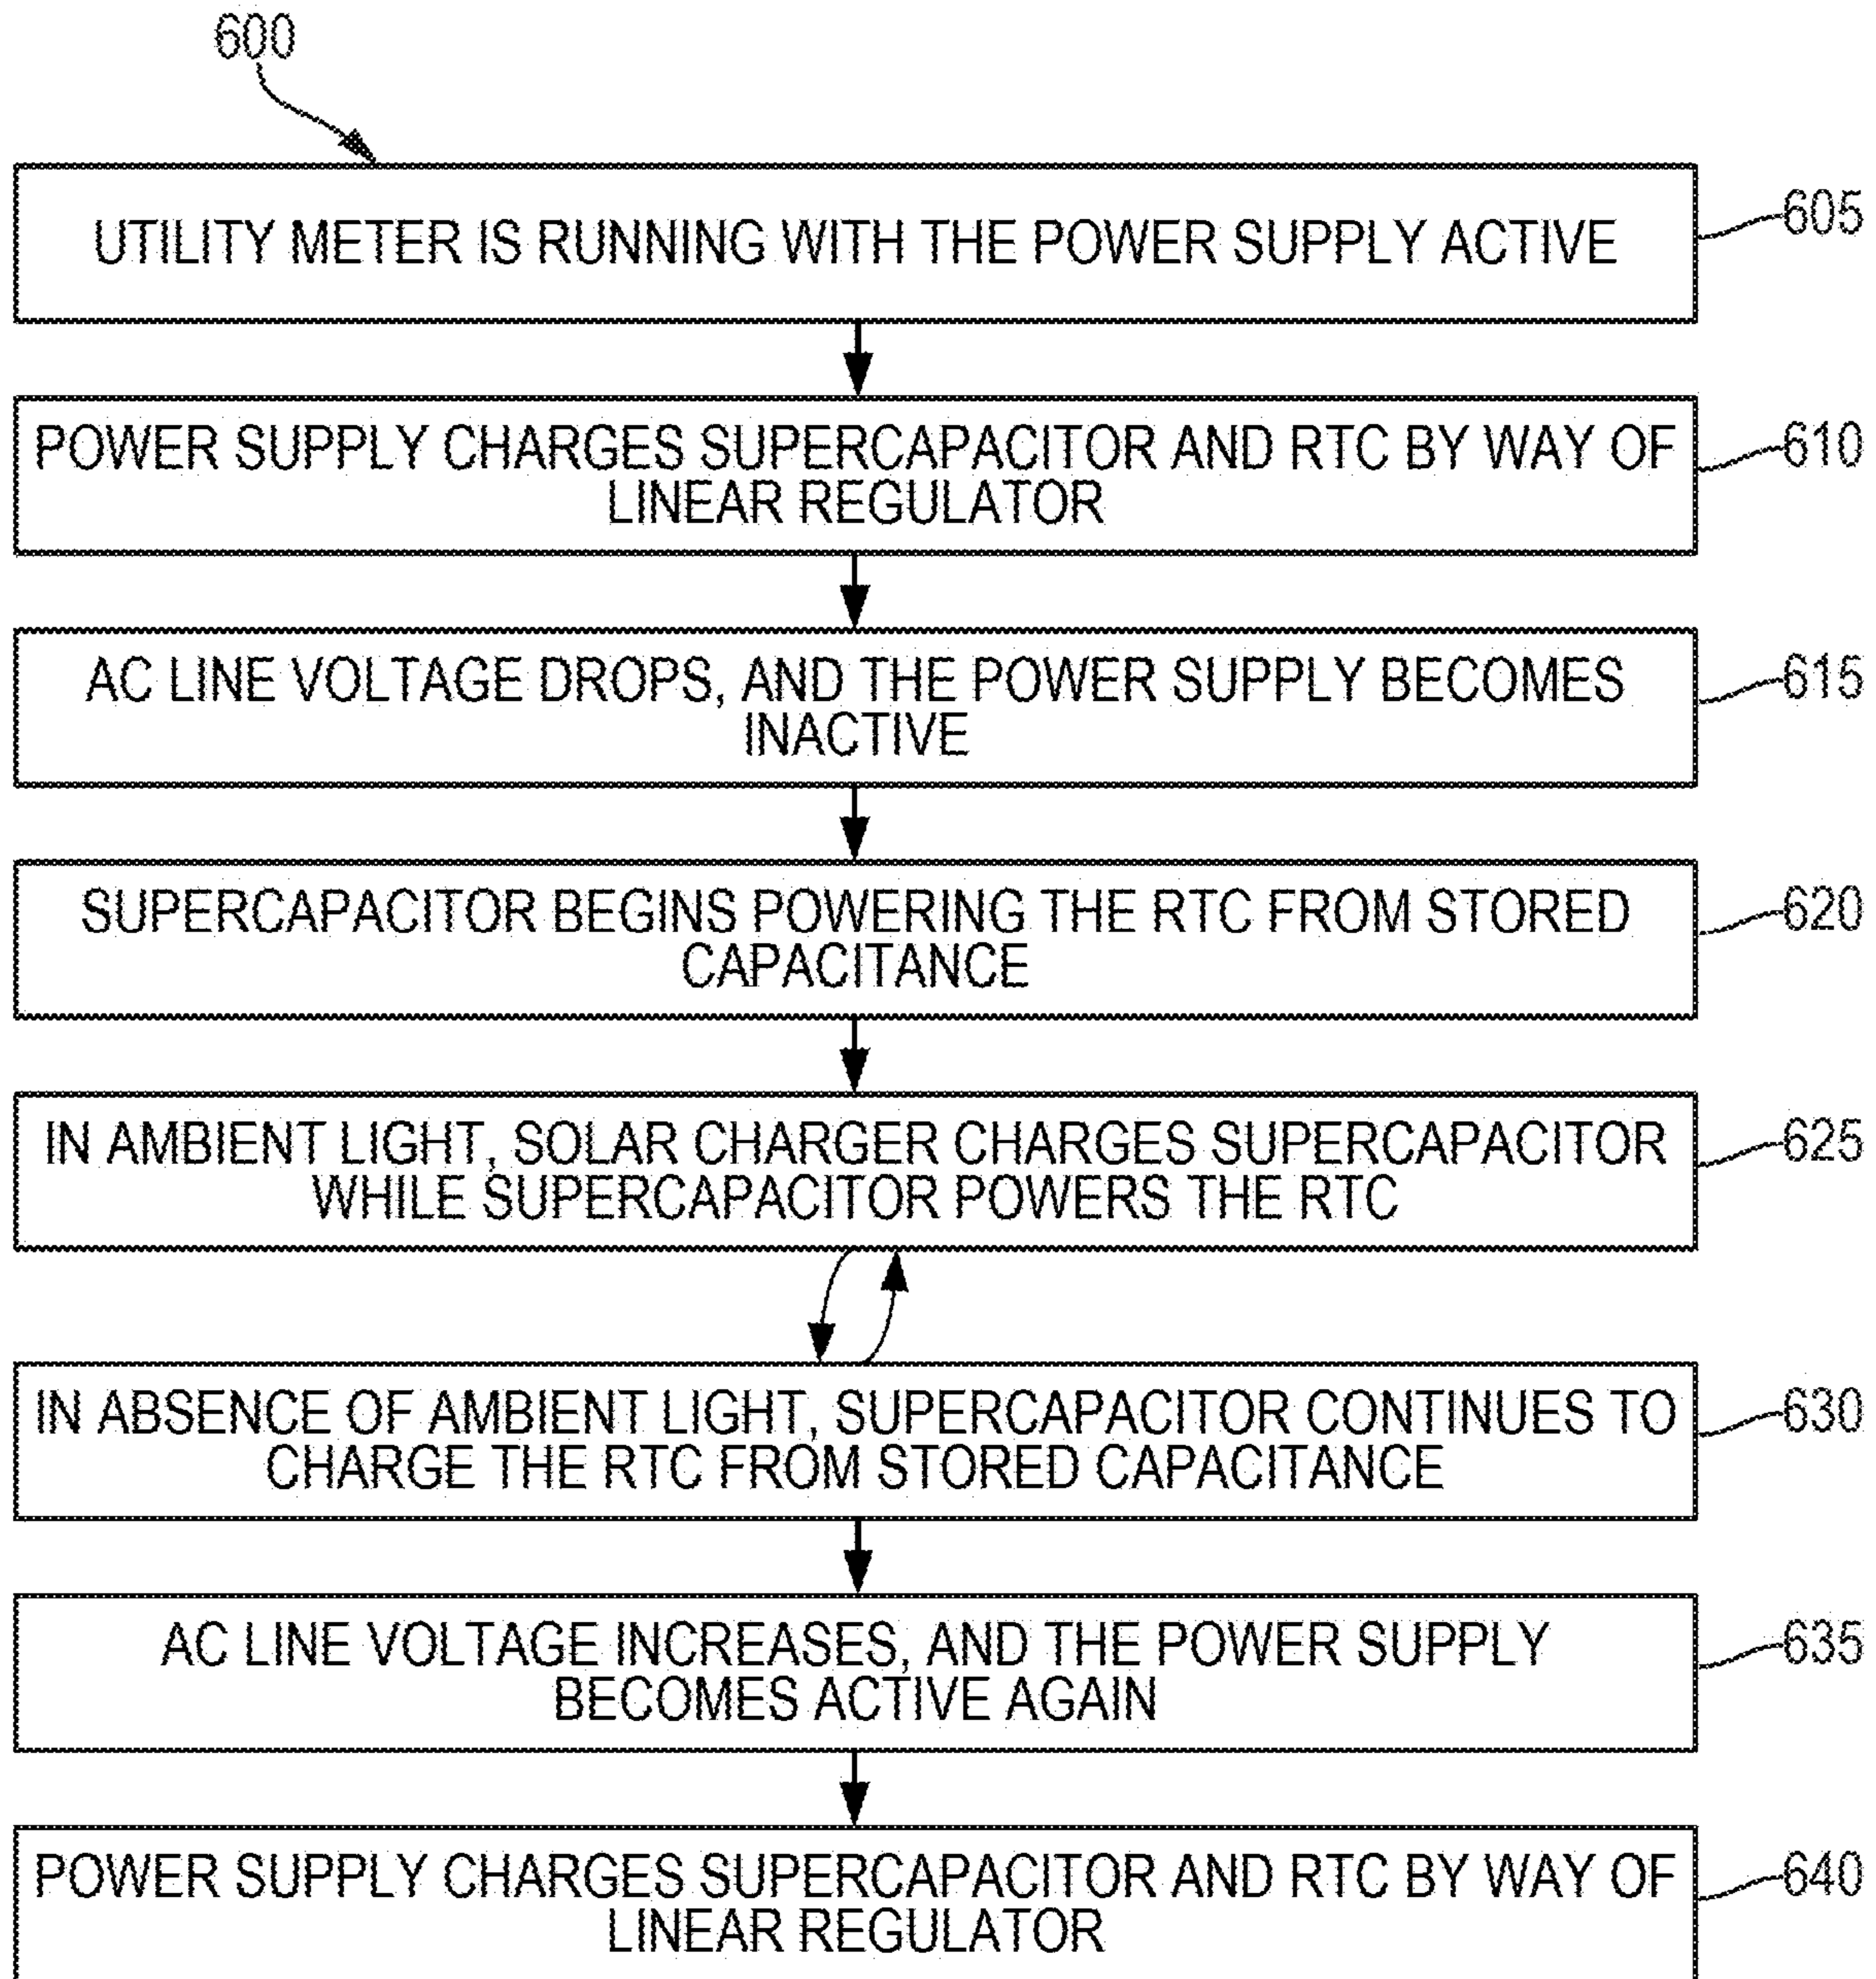 600
UTILITY METER IS RUNNING WITH THE POWER SUPPLY ACTIVE
605
POWER SUPPLY CHARGES SUPERCAPACITOR AND RTC BY WAY OF
LINEAR REGULATOR
610
AC LINE VOLTAGE DROPS, AND THE POWER SUPPLY BECOMES
INACTIVE
615
SUPERCAPACITOR BEGINS POWERING THE RTC FROM STORED
CAPACITANCE
620
IN AMBIENT LIGHT, SOLAR CHARGER CHARGES SUPERCAPACITOR
WHILE SUPERCAPACITOR POWERS THE RTC
625
IN ABSENCE OF AMBIENT LIGHT, SUPERCAPACITOR CONTINUES TO
CHARGE THE RTC FROM STORED CAPACITANCE
630
AC LINE VOLTAGE INCREASES, AND THE POWER SUPPLY
BECOMES ACTIVE AGAIN
635
POWER SUPPLY CHARGES SUPERCAPACITOR AND RTC BY WAY OF
LINEAR REGULATOR
640